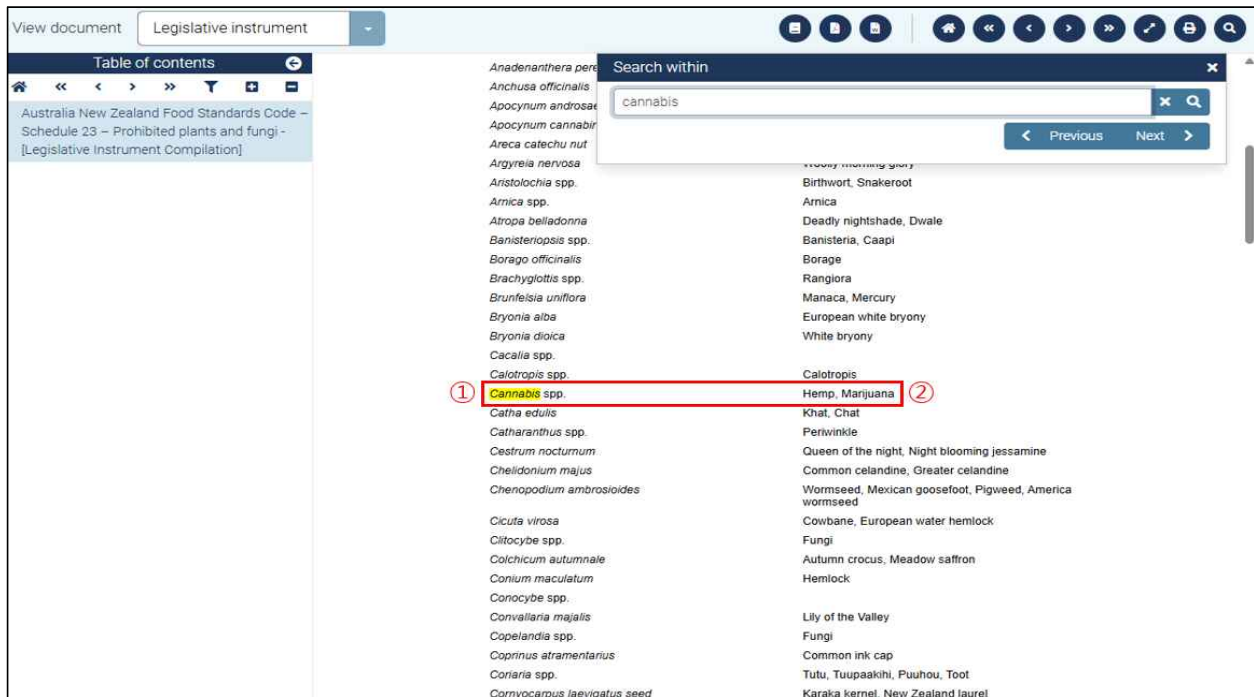 View document Legislative instrument
Table of contents
Australia New Zealand Food Standards Code –
Schedule 23 – Prohibited plants and fungi -
[Legislative Instrument Compilation]
Search within
cannabis
Previous Next
Anadenanthera pere
Anchusa officinalis
Apocynum androsae
Apocynum cannabin
Areca catechu nut
Argyreia nervosa Woolly morning glory
Aristolochia spp. Birthwort, Snakeroot
Arnica spp. Arnica
Atropa belladonna Deadly nightshade, Dwale
Banisteriopsis spp. Banisteria, Caapi
Borago officinalis Borage
Brachyglottis spp. Rangiora
Brunfelsia uniflora Manaca, Mercury
Bryonia alba European white bryony
Bryonia dioica White bryony
Cacalia spp.
Calotropis spp. Calotropis
① Cannabis spp. Hemp, Marijuana ②
Catha edulis Khat, Chat
Catharanthus spp. Periwinkle
Cestrum nocturnum Queen of the night, Night blooming jessamine
Chelidonium majus Common celandine, Greater celandine
Chenopodium ambrosioides Wormseed, Mexican goosefoot, Pigweed, America
wormseed
Cicuta virosa Cowbane, European water hemlock
Clitocybe spp. Fungi
Colchicum autumnale Autumn crocus, Meadow saffron
Conium maculatum Hemlock
Conocybe spp.
Convallaria majalis Lily of the Valley
Copelandia spp. Fungi
Coprinus atramentarius Common ink cap
Coriaria spp. Tutu, Tuupaakihi, Puuhou, Toot
Cornyocarpus laevigatus seed Karaka kernel, New Zealand laurel